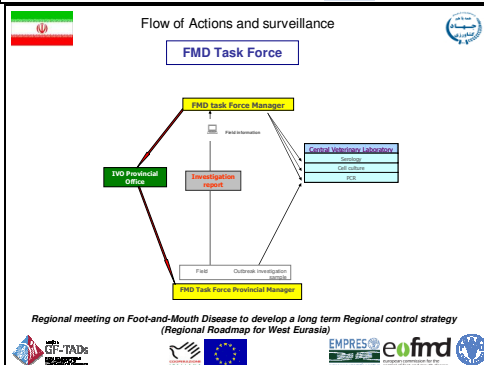 Flow of Actions and surveillance
FMD Task Force
FMD task Force Manager
Field information
Central Veterinary Laboratory
Serology
Cell culture
PCR
IVO Provincial
Office
Investigation
report
Field
Outbreak investigation
sample
FMD Task Force Provincial Manager
Regional meeting on Foot-and-Mouth Disease to develop a long term Regional control strategy
(Regional Roadmap for West Eurasia)
GF-TADs
EMPRES
eofmd